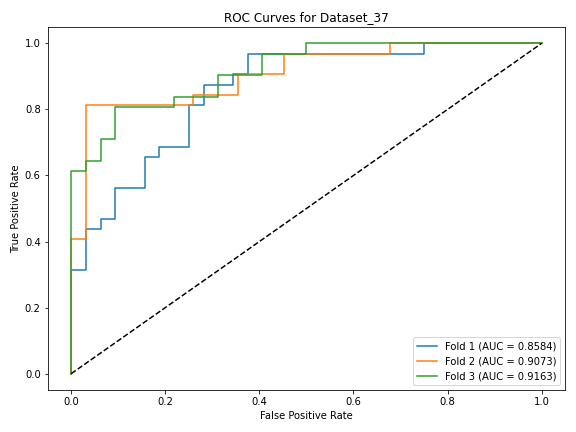 ROC Curves for Dataset_37
True Positive Rate
1.0
0.8
0.6
0.4
0.2
0.0
0.0 0.2 0.4 0.6 0.8 1.0
False Positive Rate
Fold 1 (AUC = 0.8584)
Fold 2 (AUC = 0.9073)
Fold 3 (AUC = 0.9163)